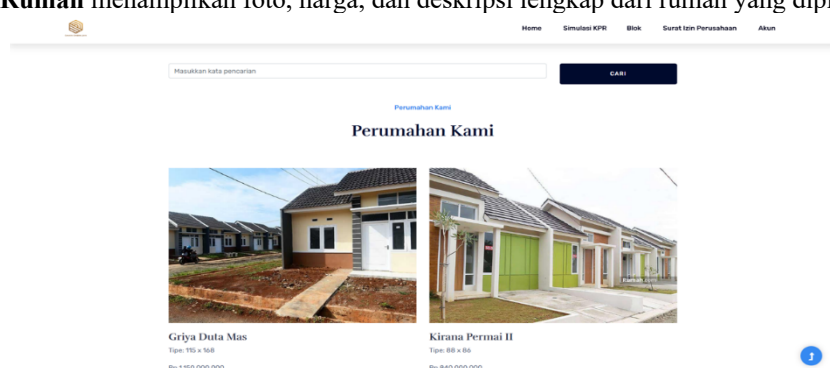 Rumah menampilkan foto, harga, dan deskripsi lengkap dari rumah yang
Home Simulasi KPR Blok Surat Izin Perusahaan Akun
Masukkan kata pencarian
CARI
Perumahan Kami
Perumahan Kami
Griya Duta Mas
Tipe: 115 x 168
Kirana Permai II
Tipe: 88 x 86